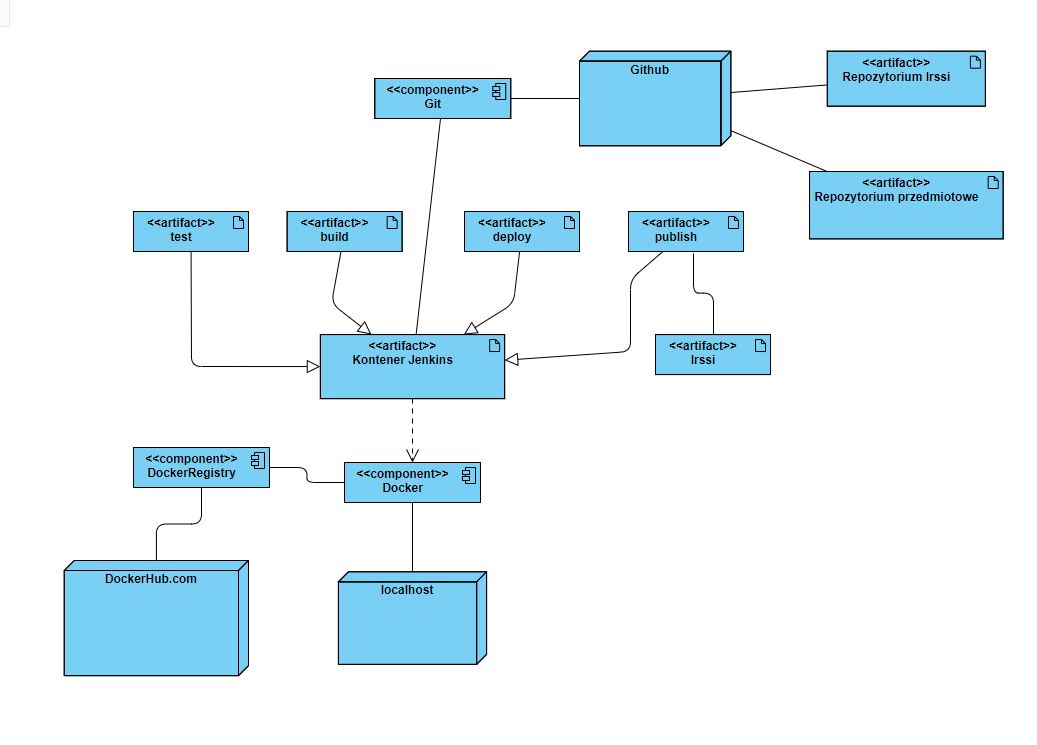 Github
<<artifact>>
Repozytorium Irssi
<<component>>
Git
<<artifact>>
Repozytorium przedmiotowe
<<artifact>>
test
<<artifact>>
build
<<artifact>>
deploy
<<artifact>>
publish
<<artifact>>
Kontener Jenkins
<<artifact>>
Irssi
<<component>>
DockerRegistry
<<component>>
Docker
DockerHub.com
localhost